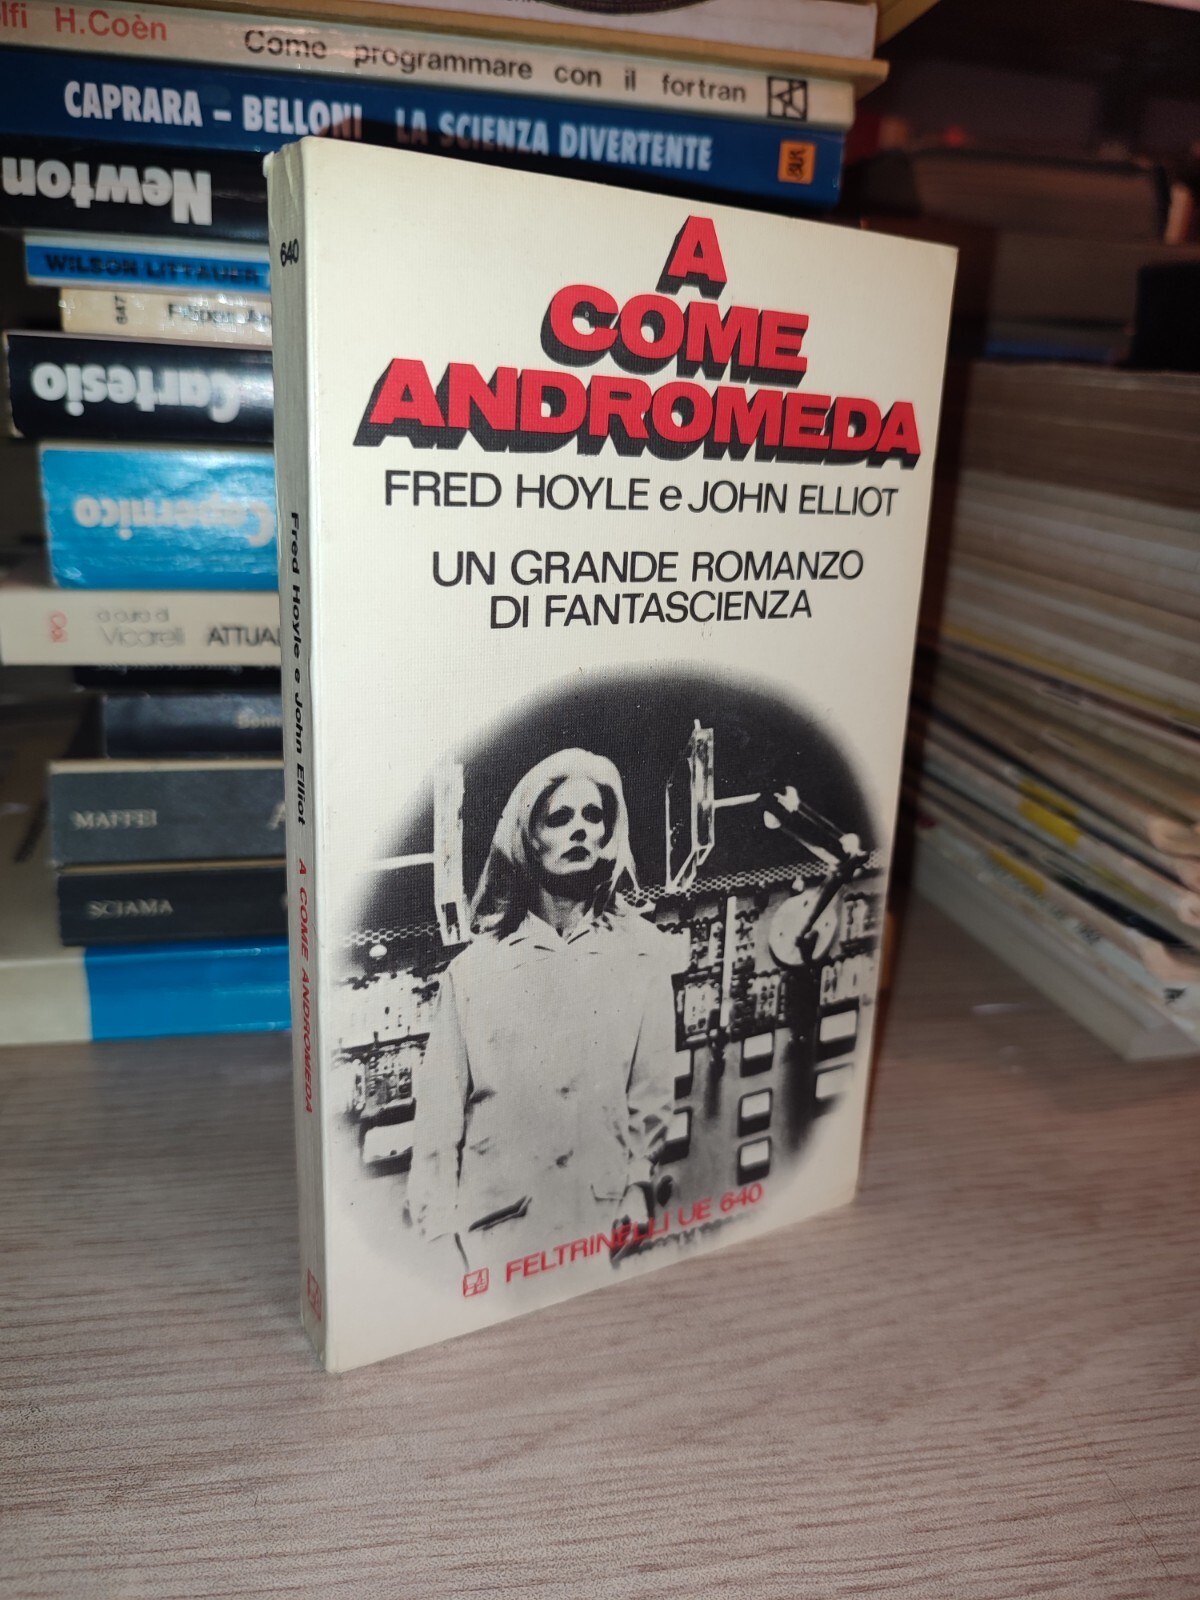 H.Coèn Come programmare con il fortran
CAPRARA – BELLONI LA SCIENZA DIVERTENTE
Newton
WILSON LITTAUER
647
Cartesio
Copernico
a cura di
Vicarelli ATTUAL
MAFFEI
SCIAMA
640
Fred Hoyle e John Elliot A COME ANDROMEDA
A
COME
ANDROMEDA
FRED HOYLE e JOHN ELLIOT
UN GRANDE ROMANZO
DI FANTASCIENZA
FELTRINELLI UE 640